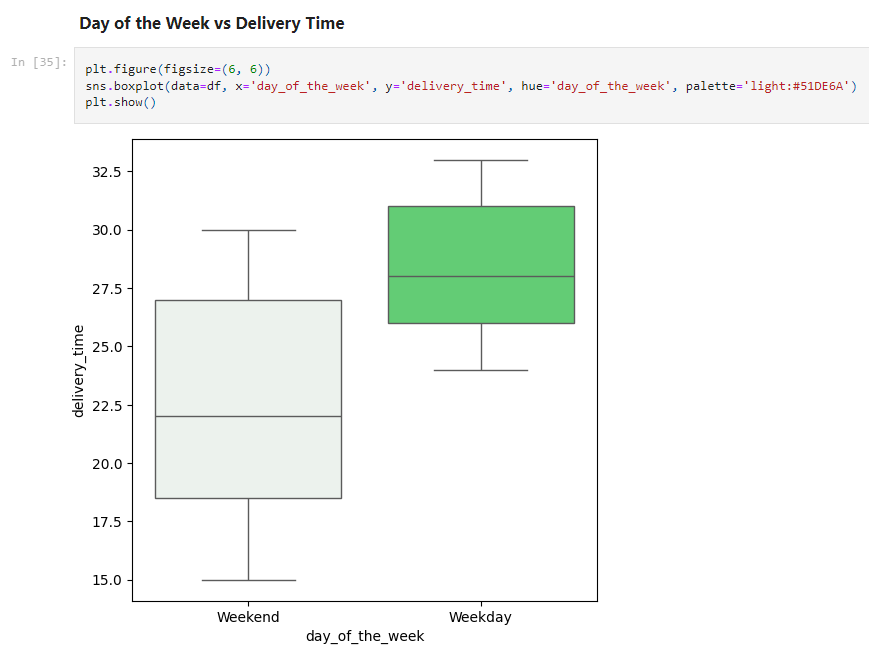 Day of the Week vs Delivery Time
In [35]:
plt.figure(figsize=(6, 6))
sns.boxplot(data=df, x='day_of_the_week', y='delivery_time', hue='day_of_the_week', palette='light:#51DE6A')
plt.show()
32.5
30.0
27.5
25.0
22.5
20.0
17.5
15.0
delivery_time
Weekend
Weekday
day_of_the_week